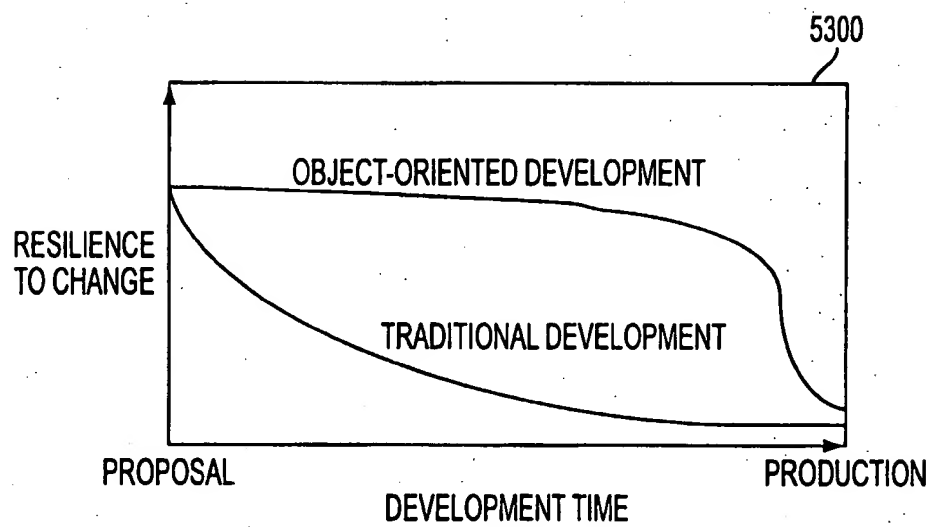 5300
OBJECT-ORIENTED DEVELOPMENT
RESILIENCE
TO CHANGE
TRADITIONAL DEVELOPMENT
PROPOSAL
PRODUCTION
DEVELOPMENT TIME